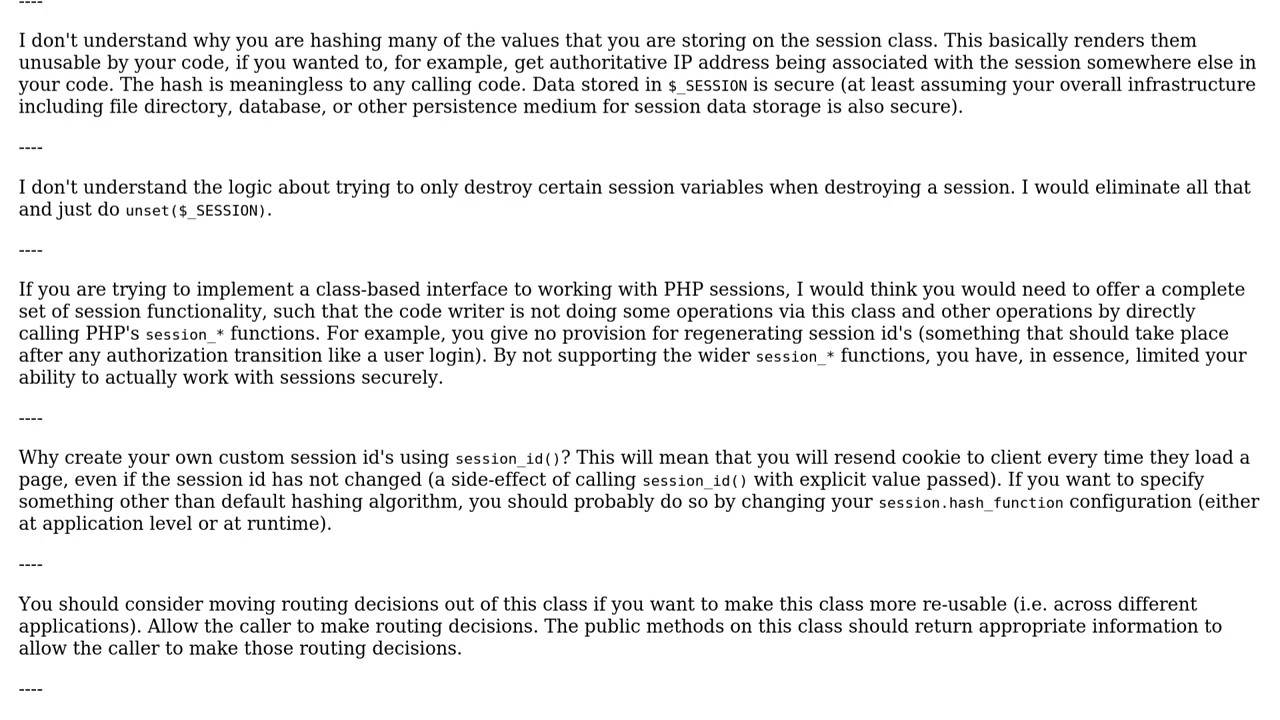 ----
I don't understand why you are hashing many of the values that you are storing on the session class. This basically renders them
unusable by your code, if you wanted to, for example, get authoritative IP address being associated with the session somewhere else in
your code. The hash is meaningless to any calling code. Data stored in $_SESSION is secure (at least assuming your overall infrastructure
including file directory, database, or other persistence medium for session data storage is also secure).
----
I don't understand the logic about trying to only destroy certain session variables when destroying a session. I would eliminate all that
and just do unset($_SESSION).
----
If you are trying to implement a class-based interface to working with PHP sessions, I would think you would need to offer a complete
set of session functionality, such that the code writer is not doing some operations via this class and other operations by directly
calling PHP's session_* functions. For example, you give no provision for regenerating session id's (something that should take place
after any authorization transition like a user login). By not supporting the wider session_* functions, you have, in essence, limited your
ability to actually work with sessions securely.
----
Why create your own custom session id's using session_id()? This will mean that you will resend cookie to client every time they load a
page, even if the session id has not changed (a side-effect of calling session_id() with explicit value passed). If you want to specify
something other than default hashing algorithm, you should probably do so by changing your session.hash_function configuration (either
at application level or at runtime).
----
You should consider moving routing decisions out of this class if you want to make this class more re-usable (i.e. across different
applications). Allow the caller to make routing decisions. The public methods on this class should return appropriate information to
allow the caller to make those routing decisions.
----